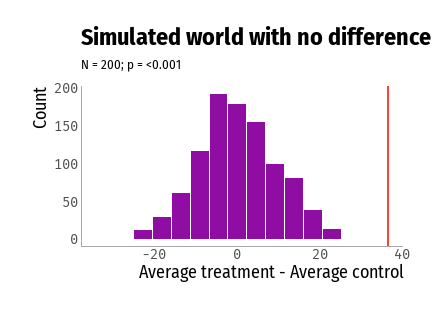 Simulated world with no difference
N = 200; p = <0.001
Count
200
150
100
50
0
-20 0 20 40
Average treatment - Average control